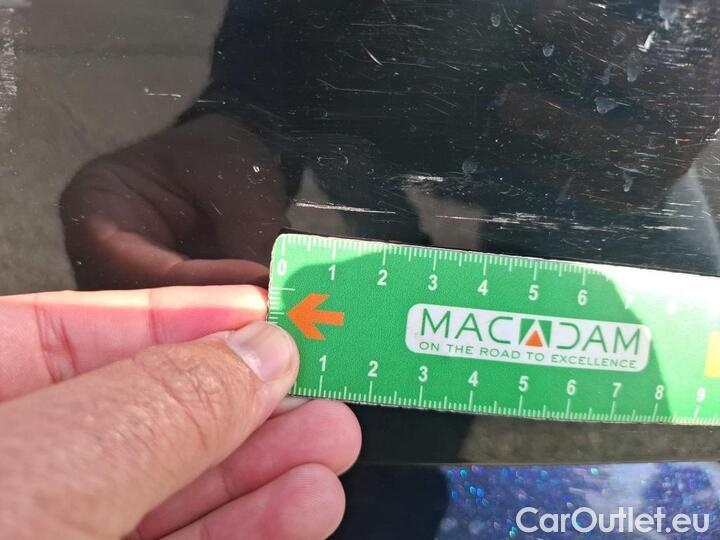 0 1 2 3 4 5 6 7 8
MACADAM
ON THE ROAD TO EXCELLENCE
1 2 3 4 5 6 7 8 9
CarOutlet.eu